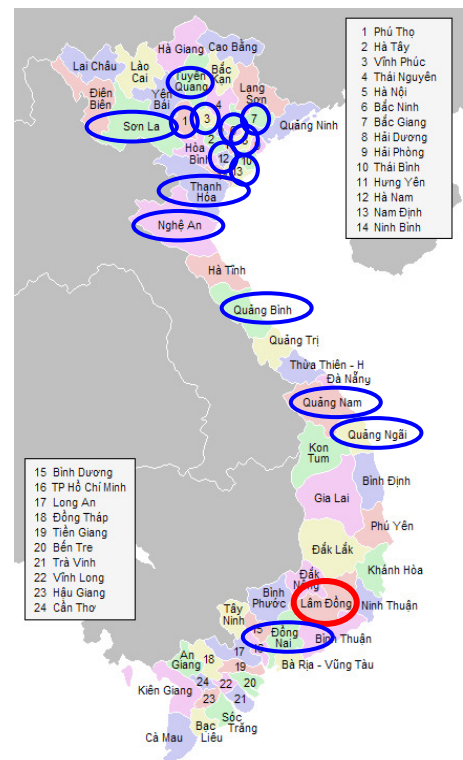 Hà Giang
Cao Bằng
Lai Châu
Lào
Cai
Bắc
Kạn
Tuyên
Quang
Lạng
Sơn
Điện
Biên
Yên
Bái
4
Sơn La
1
3
7
Quảng Ninh
2
Hòa
Bình
12
10
13
Thanh
Hóa
Nghệ An
Hà Tĩnh
Quảng Bình
Quảng Trị
Thừa Thiên - H
Đà Nẵng
Quảng Nam
Quảng Ngãi
Kon
Tum
Bình Định
Gia Lai
Phú Yên
Đắk Lắk
Khánh Hòa
Đắk
Nông
Bình
Phước
Lâm Đồng
Ninh Thuận
Tây
Ninh
15
Đồng
Nai
Bình Thuận
Bà Rịa - Vũng Tàu
An
Giang
18
17
19
24
22
20
Kiên Giang
23
21
Sóc
Trăng
Bạc
Liêu
Cà Mau
1 Phú Thọ
2 Hà Tây
3 Vĩnh Phúc
4 Thái Nguyên
5 Hà Nội
6 Bắc Ninh
7 Bắc Giang
8 Hải Dương
9 Hải Phòng
10 Thái Bình
11 Hưng Yên
12 Hà Nam
13 Nam Định
14 Ninh Bình
15 Bình Dương
16 TP Hồ Chí Minh
17 Long An
18 Đồng Tháp
19 Tiền Giang
20 Bến Tre
21 Trà Vinh
22 Vĩnh Long
23 Hậu Giang
24 Cần Thơ